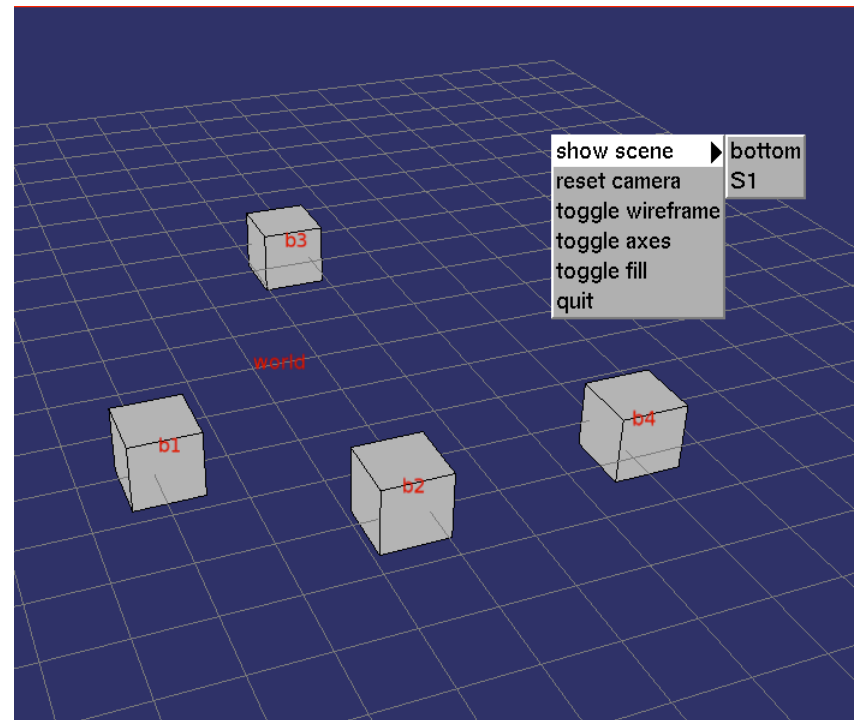 show scene
bottom
reset camera
S1
toggle wireframe
toggle axes
toggle fill
quit
b3
world
b1
b2
b4